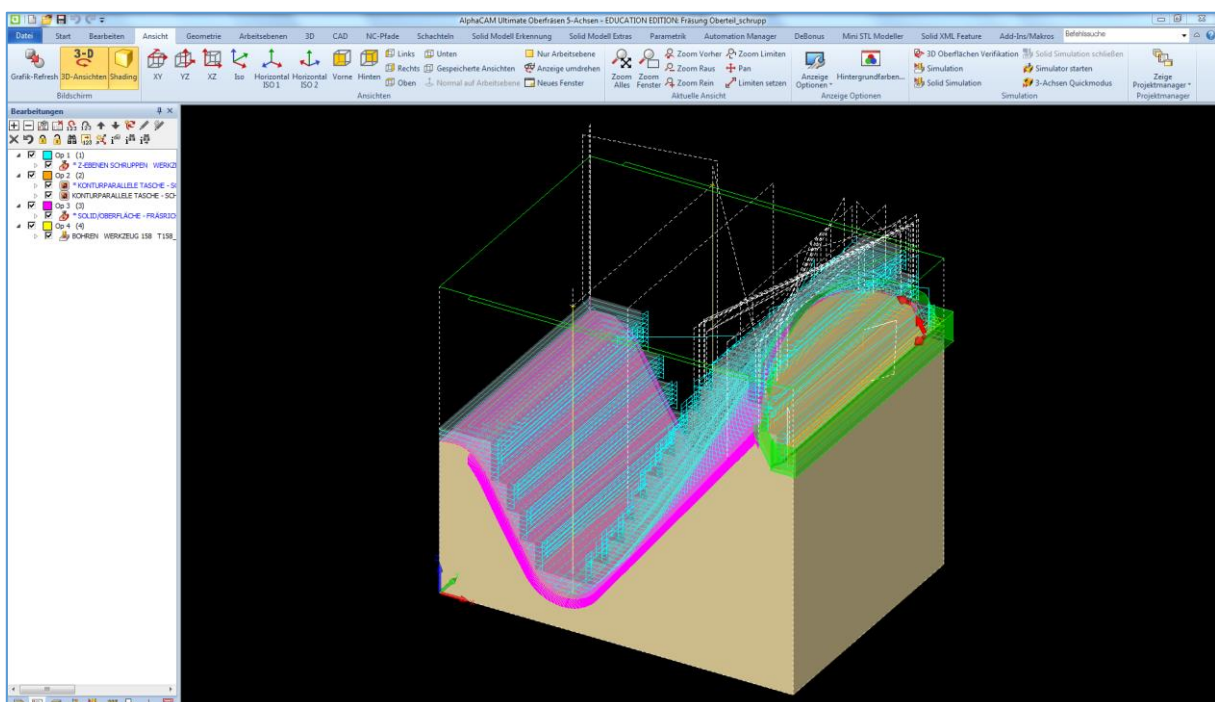 AlphaCAM Ultimate Oberfräsen 5-Achsen - EDUCATION EDITION: Fräsung Oberteil_schrupp
Datei Start Bearbeiten Ansicht Geometrie Arbeitsebenen 3D CAD NC-Pfade Schachteln Solid Modell Erkennung Solid Modell Extras Parametrik Automation Manager DeBonus Mini STL Modeller Solid XML Feature Add-Ins/Makros Befehlssuche
Links Unten Nur Arbeitsebene Zoom Vorher Zoom Limiten 3D Oberflächen Verifikation Solid Simulation schließen
Rechts Gespeicherte Ansichten Anzeige umdrehen Zoom Raus Pan Simulation Simulator starten
Oben Normal auf Arbeitsebene Neues Fenster Zoom Rein Limiten setzen Solid Simulation 3-Achsen Quickmodus
Grafik-Refresh 3D-Ansichten Shading XY YZ XZ Iso Horizontal ISO 1 Horizontal ISO 2 Vorne Hinten Zoom Alles Zoom Fenster Anzeige Optionen Hintergrundfarben... Zeige Projektmanager
Bildschirm Ansichten Aktuelle Ansicht Anzeige Optionen Simulation Projektmanager
Bearbeitungen
Op 1 (1)
* Z-EBENEN SCHRUPPEN WERKZ
Op 2 (2)
* KONTURPARALLELE TASCHE - S
KONTURPARALLELE TASCHE - SCH
Op 3 (3)
* SOLID/OBERFLÄCHE - FRÄSRIC
Op 4 (4)
BOHREN WERKZEUG 158 T158_